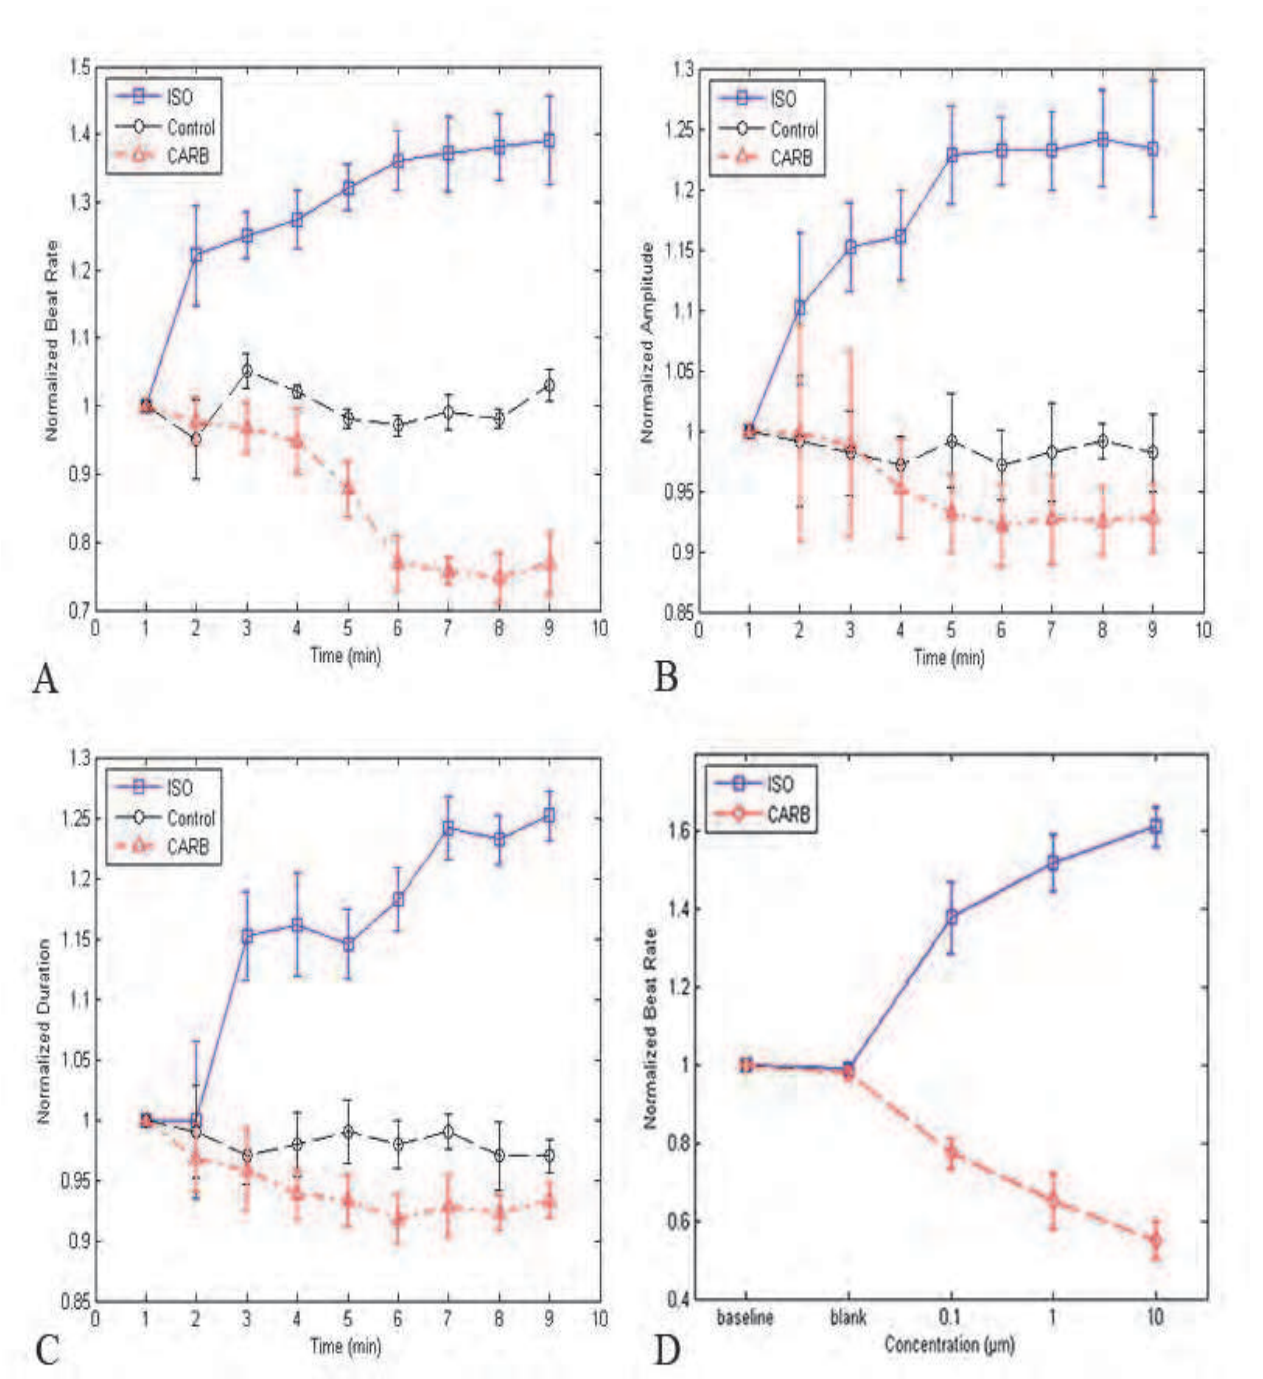 1.5
1.4
1.3
1.2
1.1
1
0.9
0.8
0.7
Normalized Beat Rate
ISO
Control
CARB
0 1 2 3 4 5 6 7 8 9 10
Time (min)
A
1.3
1.25
1.2
1.15
1.1
1.05
1
0.95
0.9
0.85
Normalized Amplitude
ISO
Control
CARB
0 1 2 3 4 5 6 7 8 9 10
Time (min)
B
1.3
1.25
1.2
1.15
1.1
1.05
1
0.95
0.9
0.85
Normalized Duration
ISO
Control
CARB
0 1 2 3 4 5 6 7 8 9 10
Time (min)
C
1.6
1.4
1.2
1
0.8
0.6
0.4
Normalized Beat Rate
ISO
CARB
baseline blank 0.1 1 10
Concentration (µm)
D